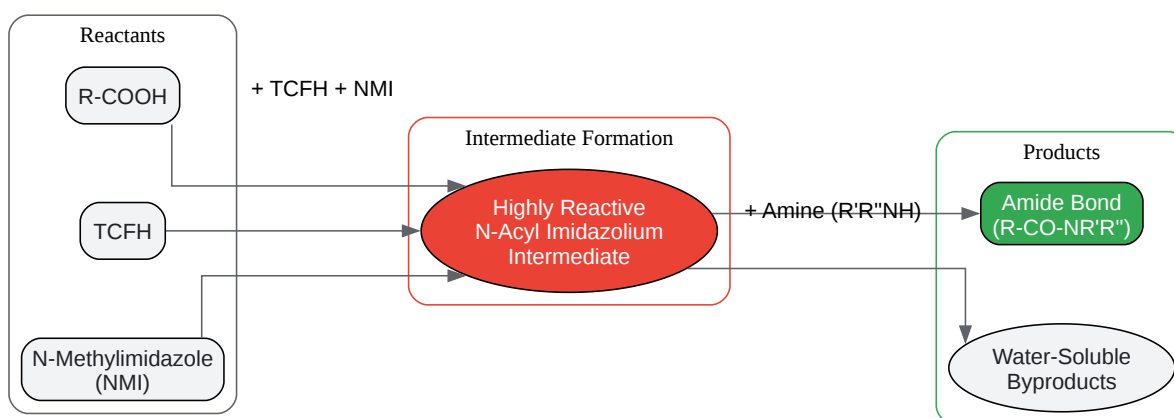 Reactants
R-COOH
+ TCFH + NMI
TCFH
N-Methylimidazole
(NMI)
Intermediate Formation
Highly Reactive
N-Acyl Imidazolium
Intermediate
+ Amine (R'R"NH)
Products
Amide Bond
(R-CO-NR'R")
Water-Soluble
Byproducts